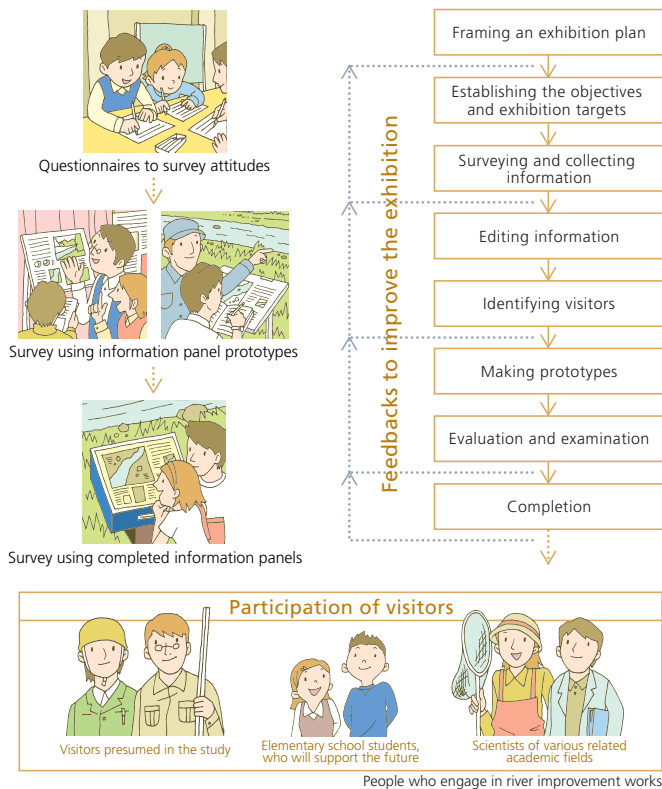 Questionnaires to survey attitudes
Survey using information panel prototypes
Survey using completed information panels
Feedbacks to improve the exhibition
Framing an exhibition plan
Establishing the objectives
and exhibition targets
Surveying and collecting
information
Editing information
Identifying visitors
Making prototypes
Evaluation and examination
Completion
Participation of visitors
Visitors presumed in the study
Elementary school students,
who will support the future
Scientists of various related
academic fields
People who engage in river improvement works